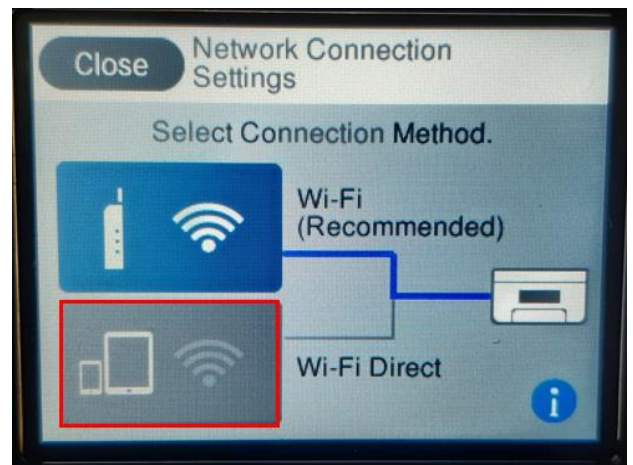 Close
Network Connection
Settings
Select Connection Method.
Wi-Fi
(Recommended)
Wi-Fi Direct
i